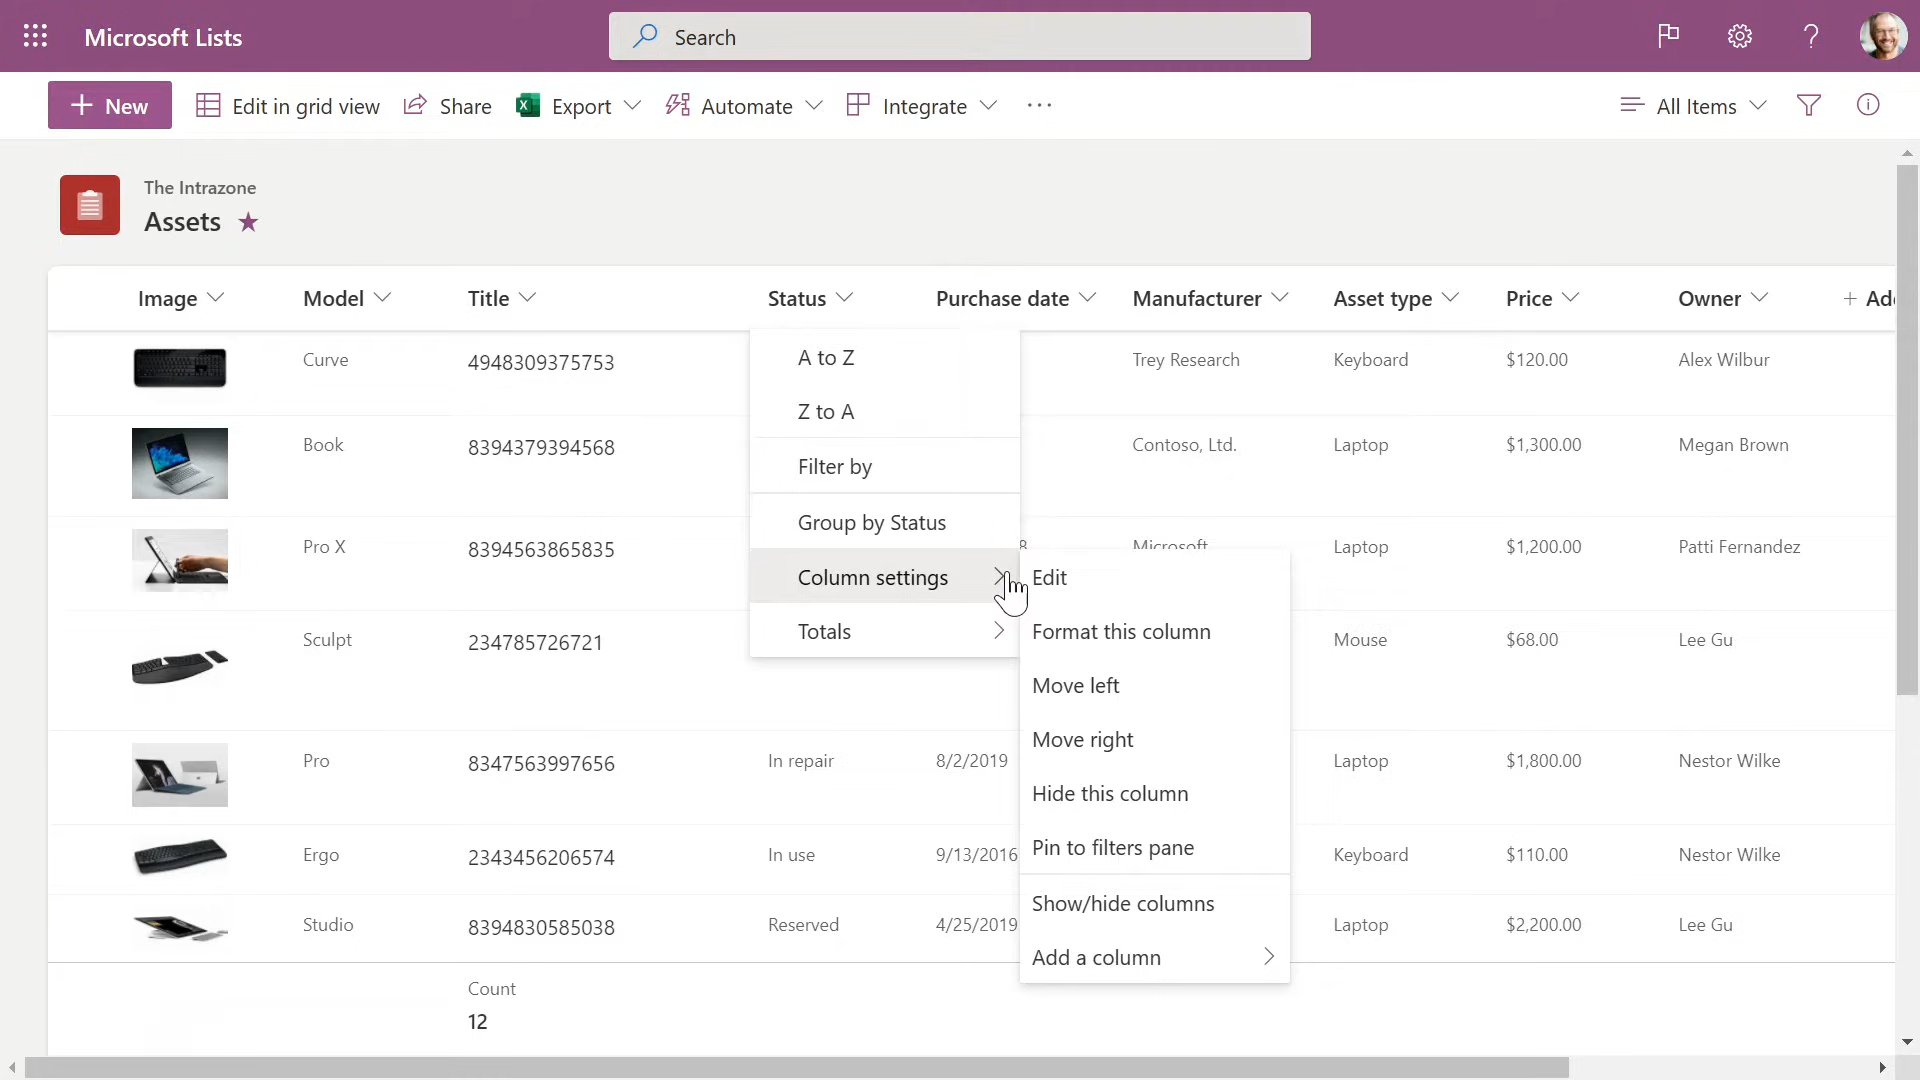 Microsoft Lists
Search
New
Edit in grid view
Share
Export
Automate
Integrate
All Items
The Intrazone
Assets
Image Model Title Status Purchase date Manufacturer Asset type Price Owner
Curve 4948309375753 Trey Research Keyboard $120.00 Alex Wilbur
Book 8394379394568 Contoso, Ltd. Laptop $1,300.00 Megan Brown
Pro X 8394563865835 8 Microsoft Laptop $1,200.00 Patti Fernandez
Sculpt 234785726721 Mouse $68.00 Lee Gu
Pro 8347563997656 In repair 8/2/2019 Laptop $1,800.00 Nestor Wilke
Ergo 2343456206574 In use 9/13/2016 Keyboard $110.00 Nestor Wilke
Studio 8394830585038 Reserved 4/25/2019 Laptop $2,200.00 Lee Gu
Count
12
A to Z
Z to A
Filter by
Group by Status
Column settings
Totals
Edit
Format this column
Move left
Move right
Hide this column
Pin to filters pane
Show/hide columns
Add a column